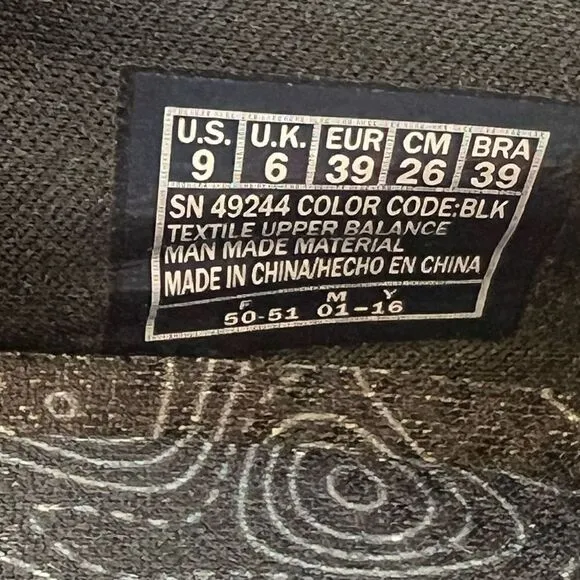 U.S. U.K. EUR CM BRA
9 6 39 26 39
SN 49244 COLOR CODE:BLK
TEXTILE UPPER BALANCE
MAN MADE MATERIAL
MADE IN CHINA/HECHO EN CHINA
F M Y
50-51 01-16